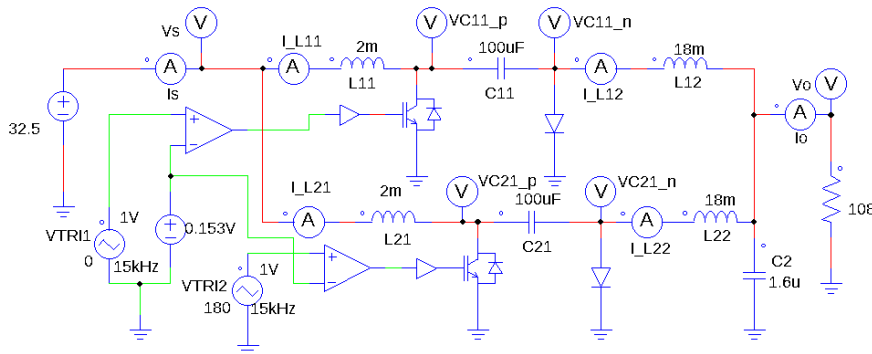 Vs
V
I_L11
A
2m
L11
VC11_p
V
100uF
C11
VC11_n
V
A
I_L12
18m
L12
A
Is
32.5
Vo
V
A
Io
108
I_L21
A
2m
L21
VC21_p
V
100uF
C21
VC21_n
V
A
I_L22
18m
L22
C2
1.6u
VTRI1
1V
0
15kHz
0.153V
VTRI2
1V
180
15kHz